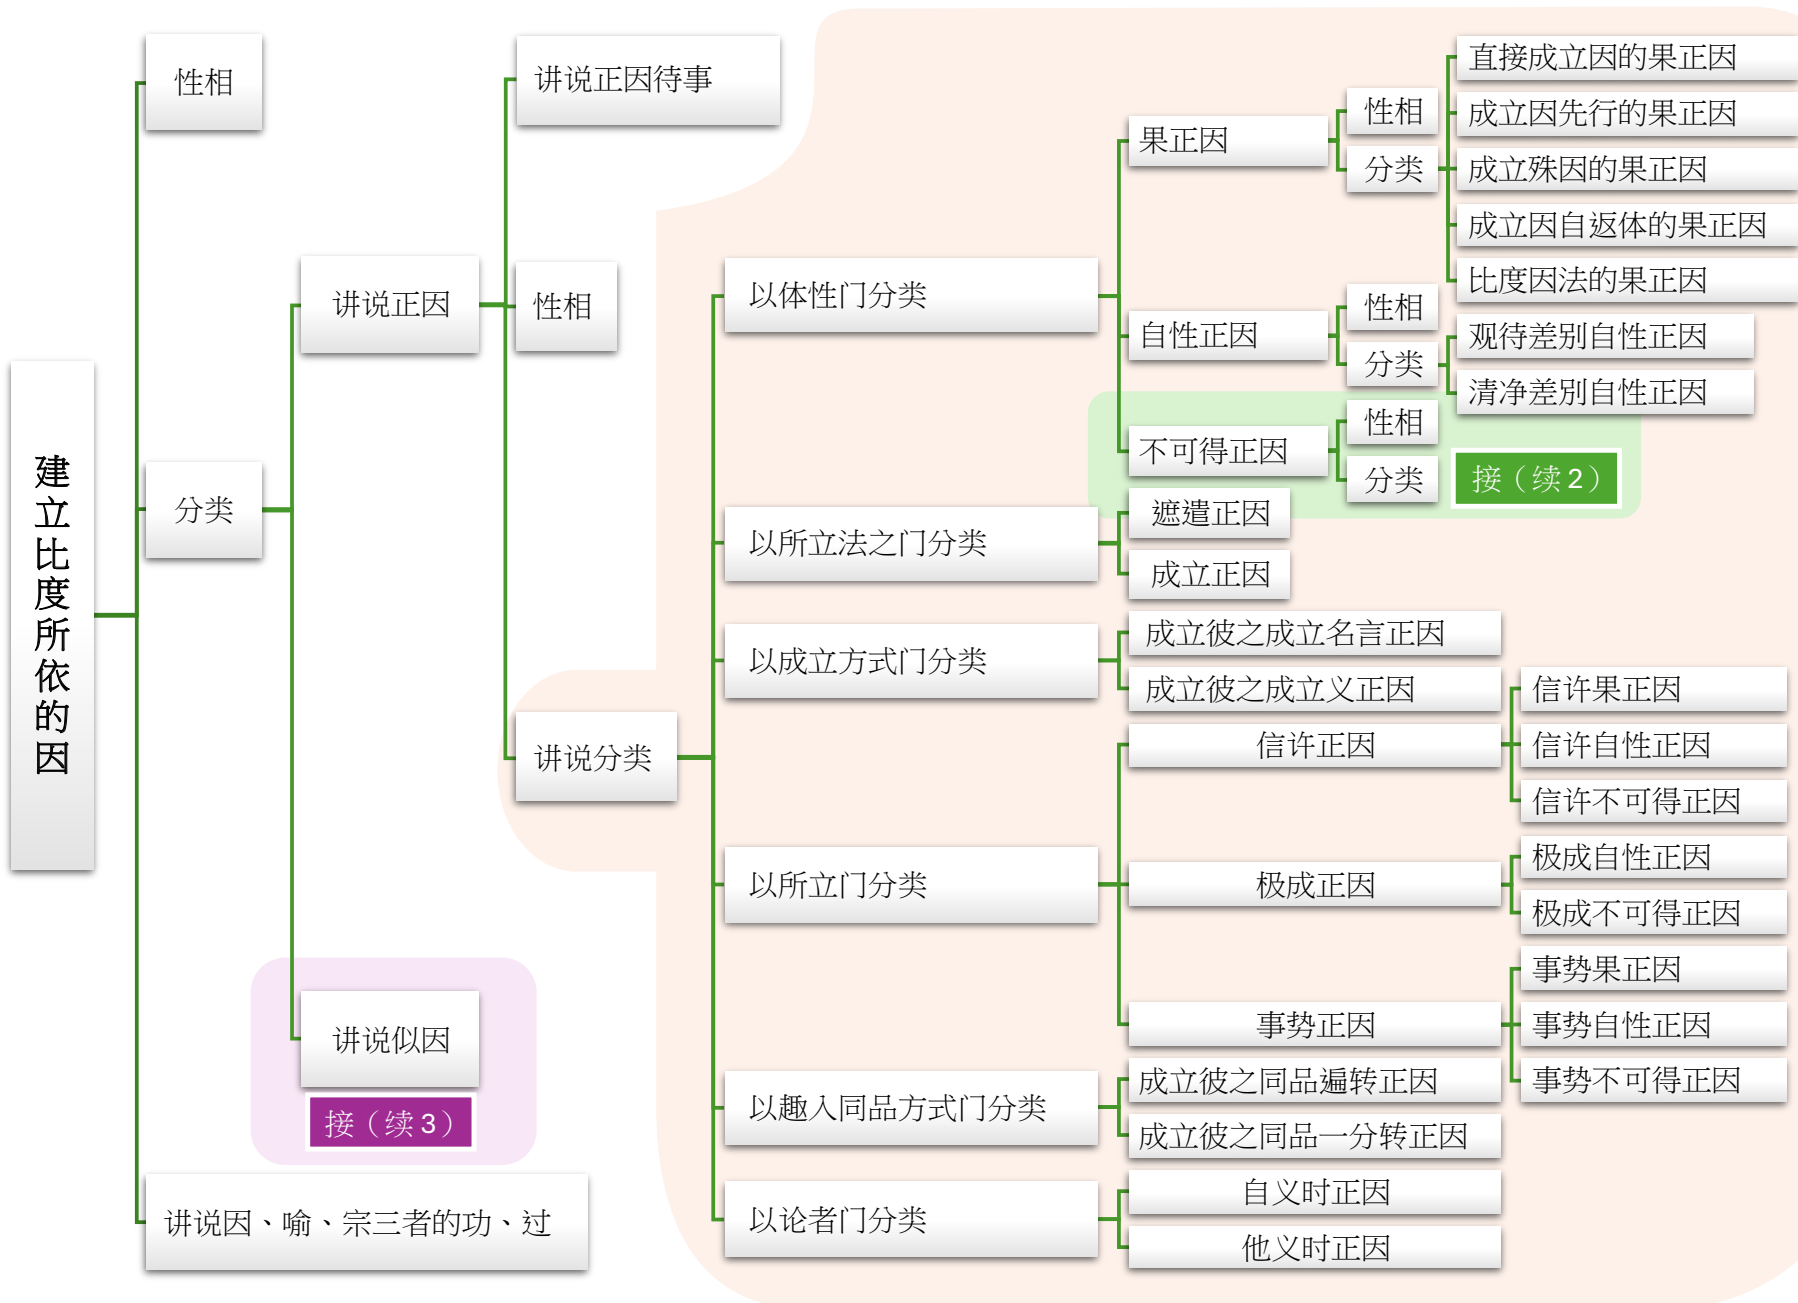 建立比度所依的因
性相
分类
讲说正因
讲说正因待事
性相
讲说分类
以体性门分类
果正因
性相
分类
直接成立因的果正因
成立因先行的果正因
成立殊因的果正因
成立因自返体的果正因
比度因法的果正因
自性正因
性相
分类
观待差别自性正因
清净差别自性正因
不可得正因
性相
分类
接（续2）
以所立法之门分类
遮遣正因
成立正因
以成立方式门分类
成立彼之成立名言正因
成立彼之成立义正因
以所立门分类
信许正因
信许果正因
信许自性正因
信许不可得正因
极成正因
极成自性正因
极成不可得正因
事势正因
事势果正因
事势自性正因
事势不可得正因
以趣入同品方式门分类
成立彼之同品遍转正因
成立彼之同品一分转正因
以论者门分类
自义时正因
他义时正因
讲说似因
接（续3）
讲说因、喻、宗三者的功、过